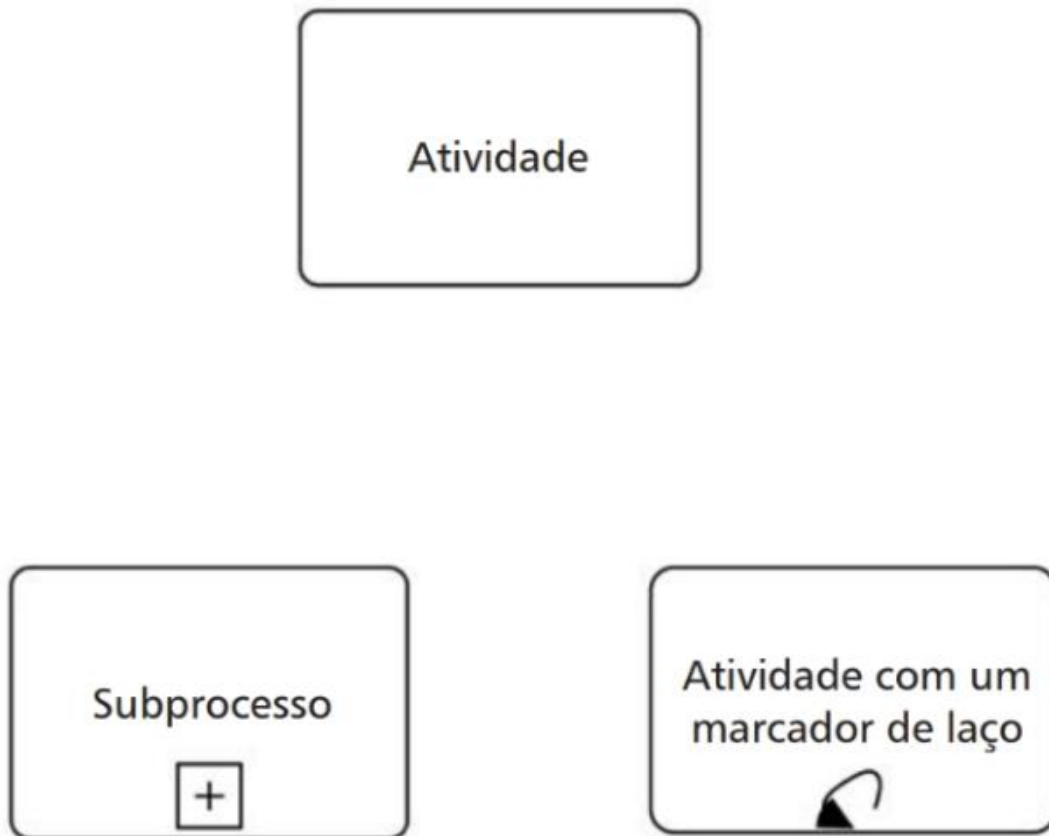 Atividade
Subprocesso
+
Atividade com um
marcador de laço